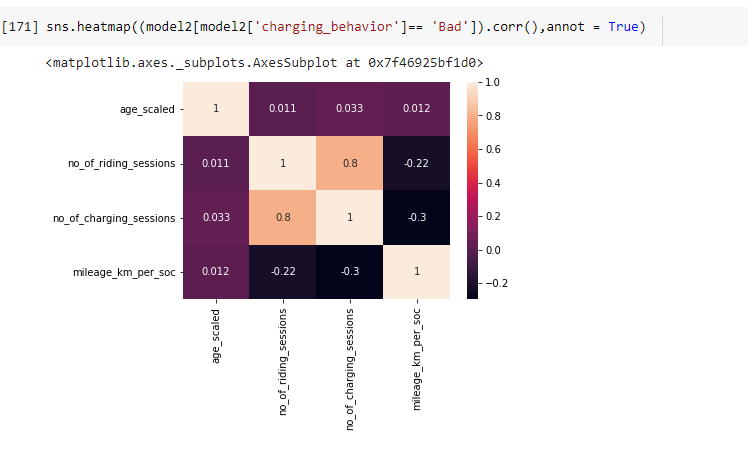 [171] sns.heatmap((model2[model2['charging_behavior']== 'Bad']).corr(),annot = True)
<matplotlib.axes._subplots.AxesSubplot at 0x7f46925bf1d0>
1.0
age_scaled 1 0.011 0.033 0.012
0.8
no_of_riding_sessions 0.011 1 0.8 -0.22
0.6
0.4
no_of_charging_sessions 0.033 0.8 1 -0.3
0.2
0.0
mileage_km_per_soc 0.012 -0.22 -0.3 1
-0.2
age_scaled
no_of_riding_sessions
no_of_charging_sessions
mileage_km_per_soc